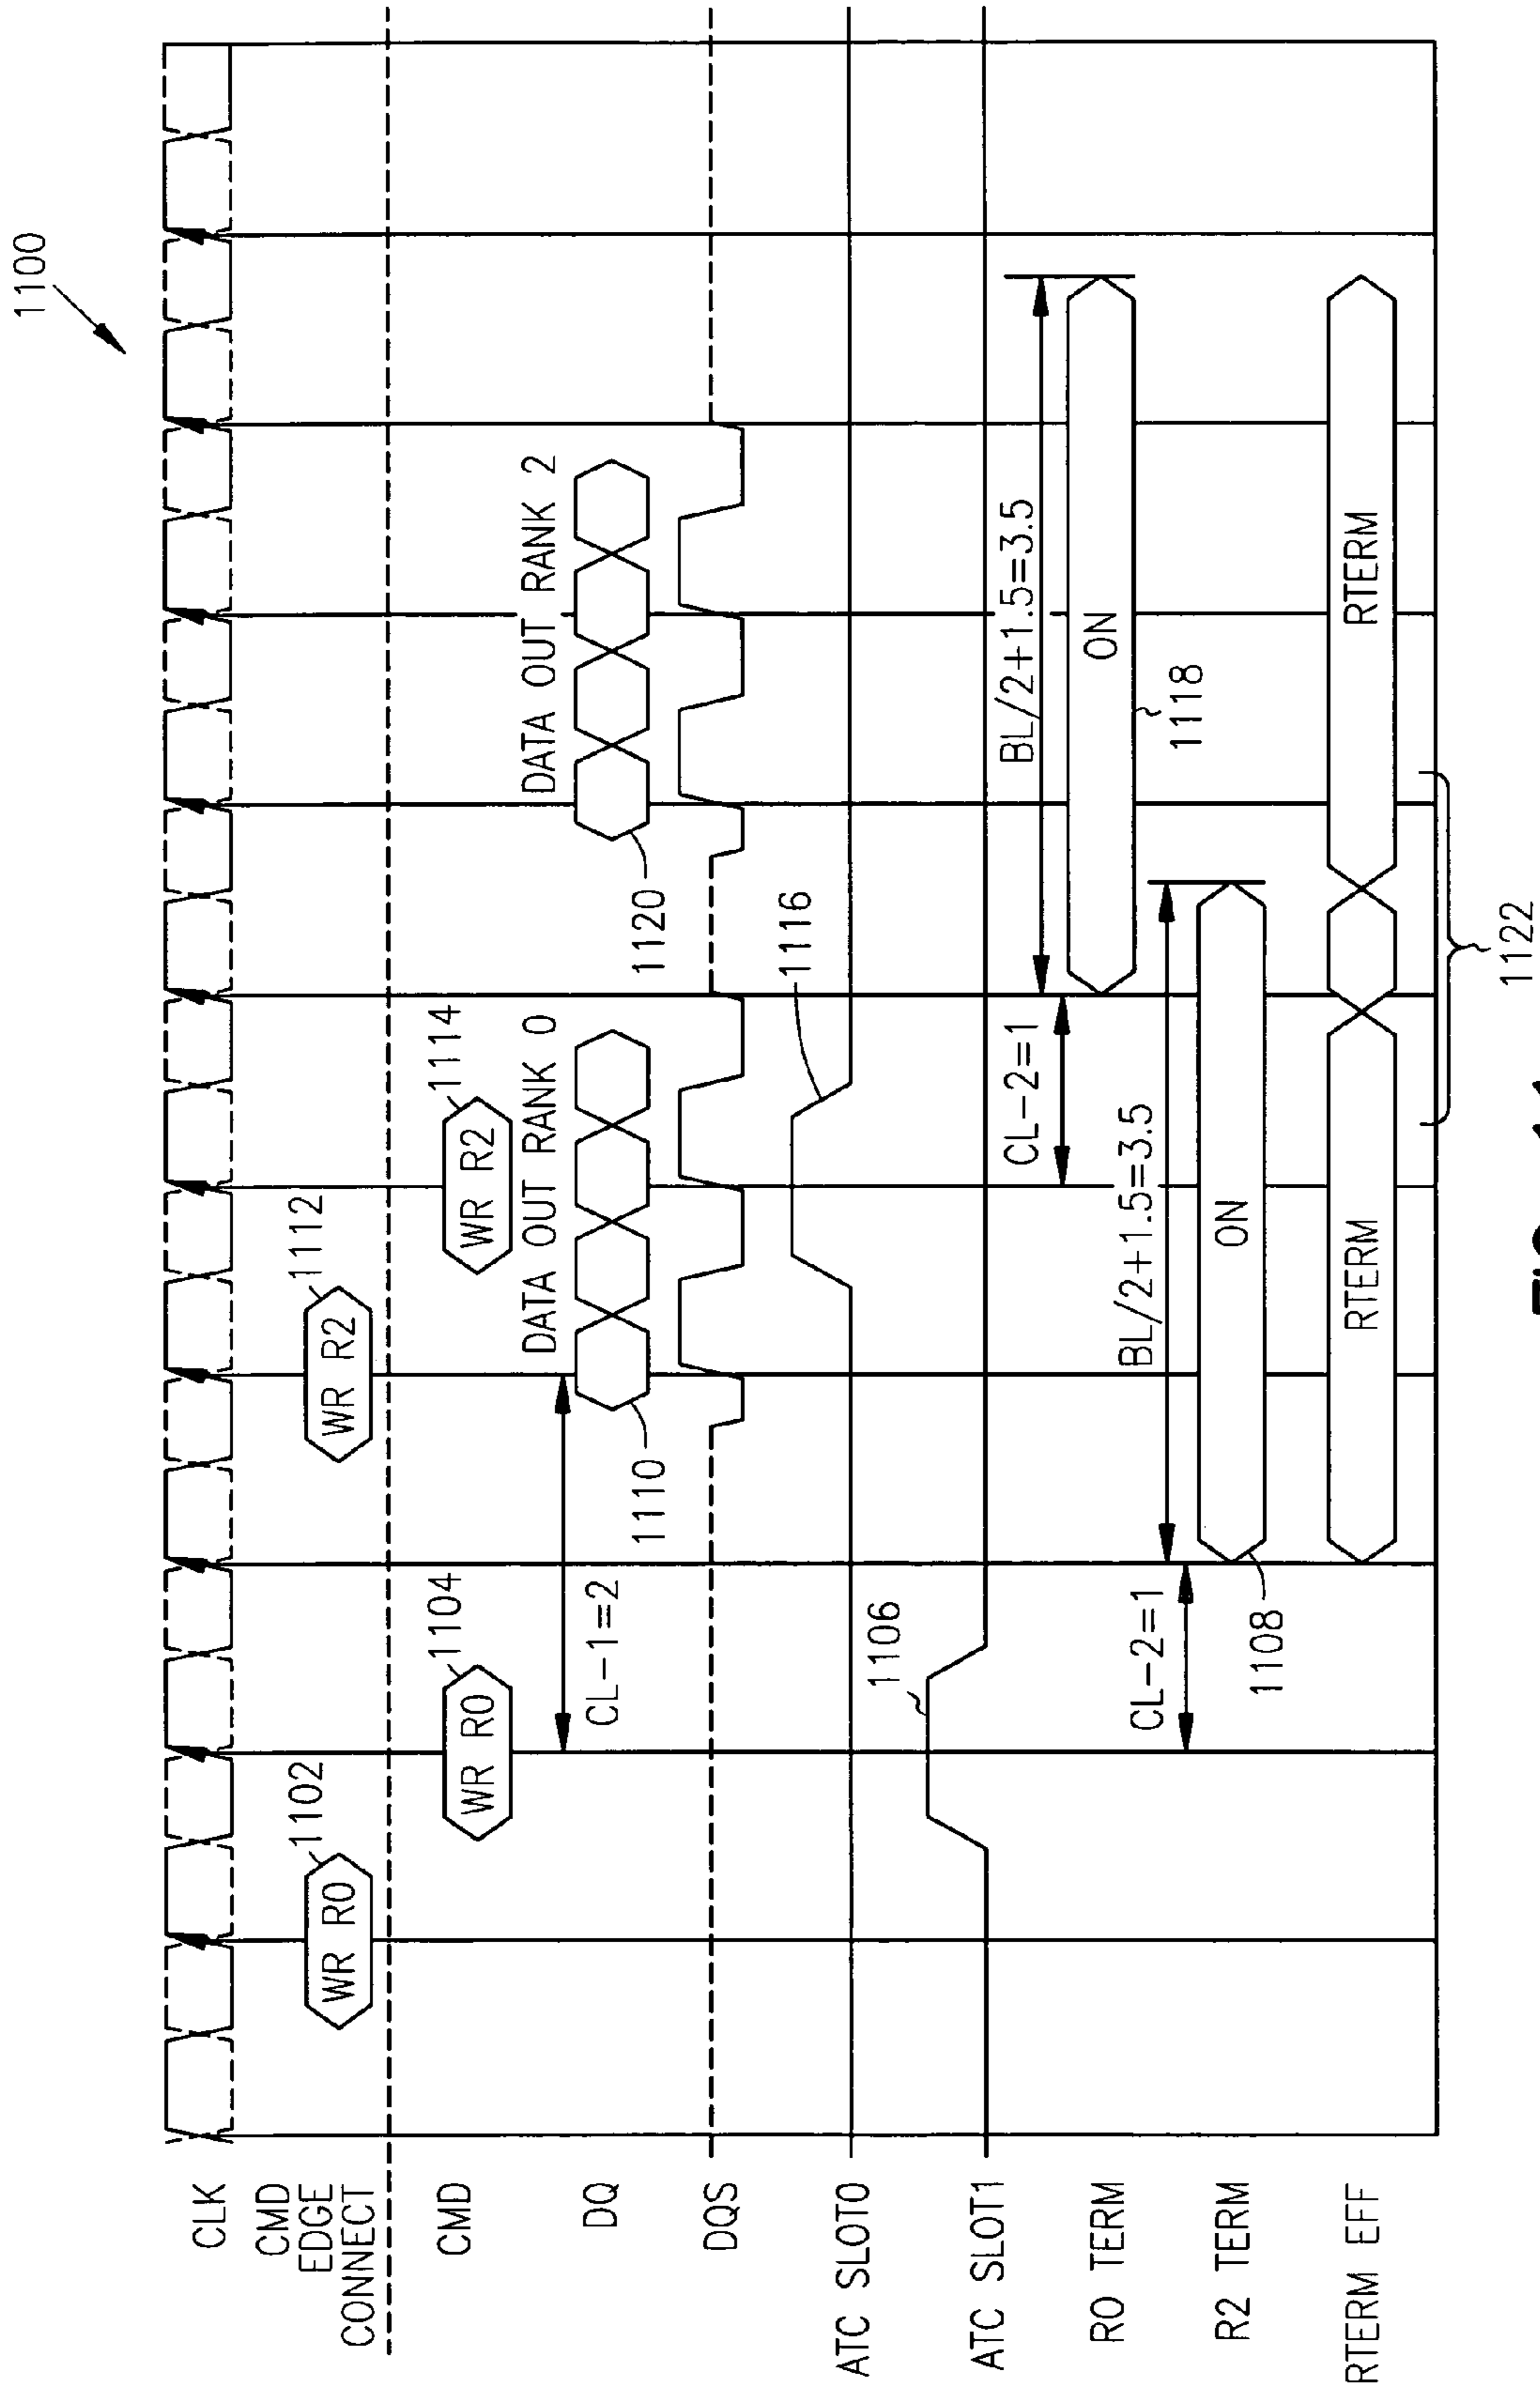 1100
CLK
CMD
EDGE
CONNECT
WR R0
1102
WR R2
1112
CMD
WR R0
1104
WR R2
1114
DQ
CL-1=2
1110
DATA OUT RANK 0
1120
DATA OUT RANK 2
DQS
ATC SLOT0
1116
ATC SLOT1
1106
R0 TERM
CL-2=1
BL/2+1.5=3.5
ON
1118
R2 TERM
CL-2=1
BL/2+1.5=3.5
ON
1108
RTERM EFF
RTERM
RTERM
1122